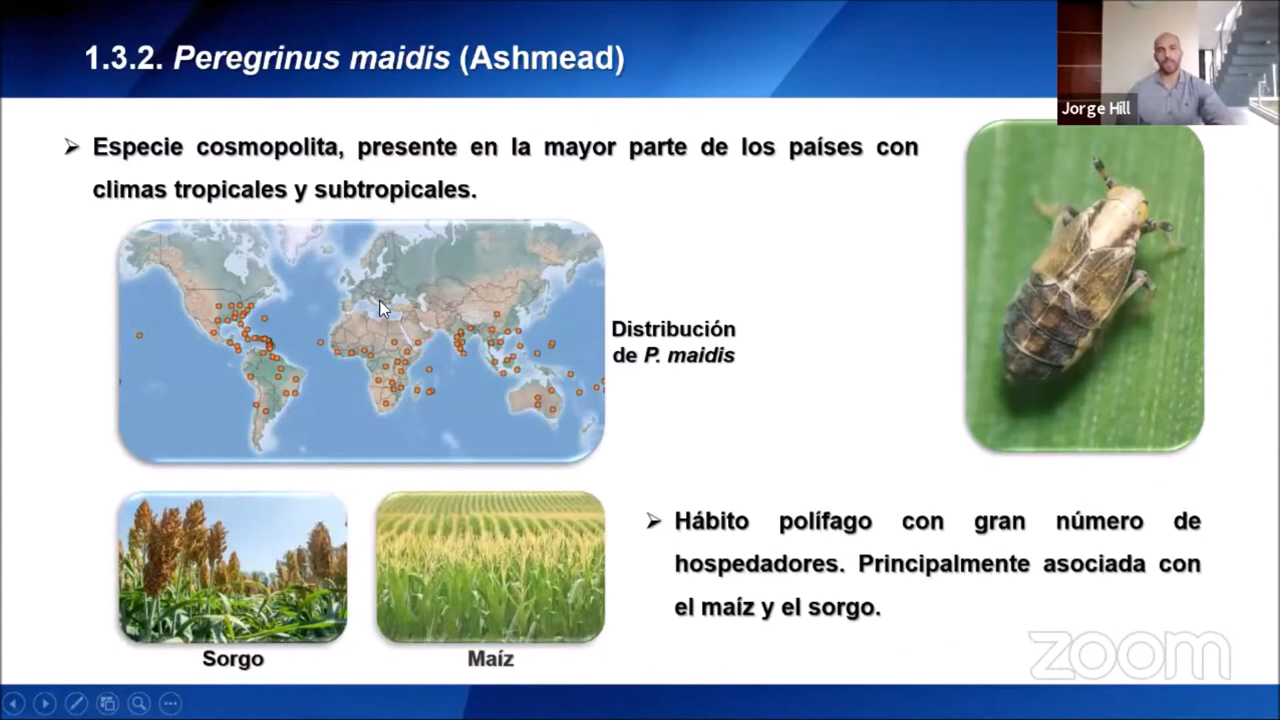 1.3.2. Peregrinus maidis (Ashmead)
Jorge Hill
➢ Especie cosmopolita, presente en la mayor parte de los países con
climas tropicales y subtropicales.
Distribución
de P. maidis
➢ Hábito polífago con gran número de
hospedadores. Principalmente asociada con
el maíz y el sorgo.
Sorgo
Maíz
zoom